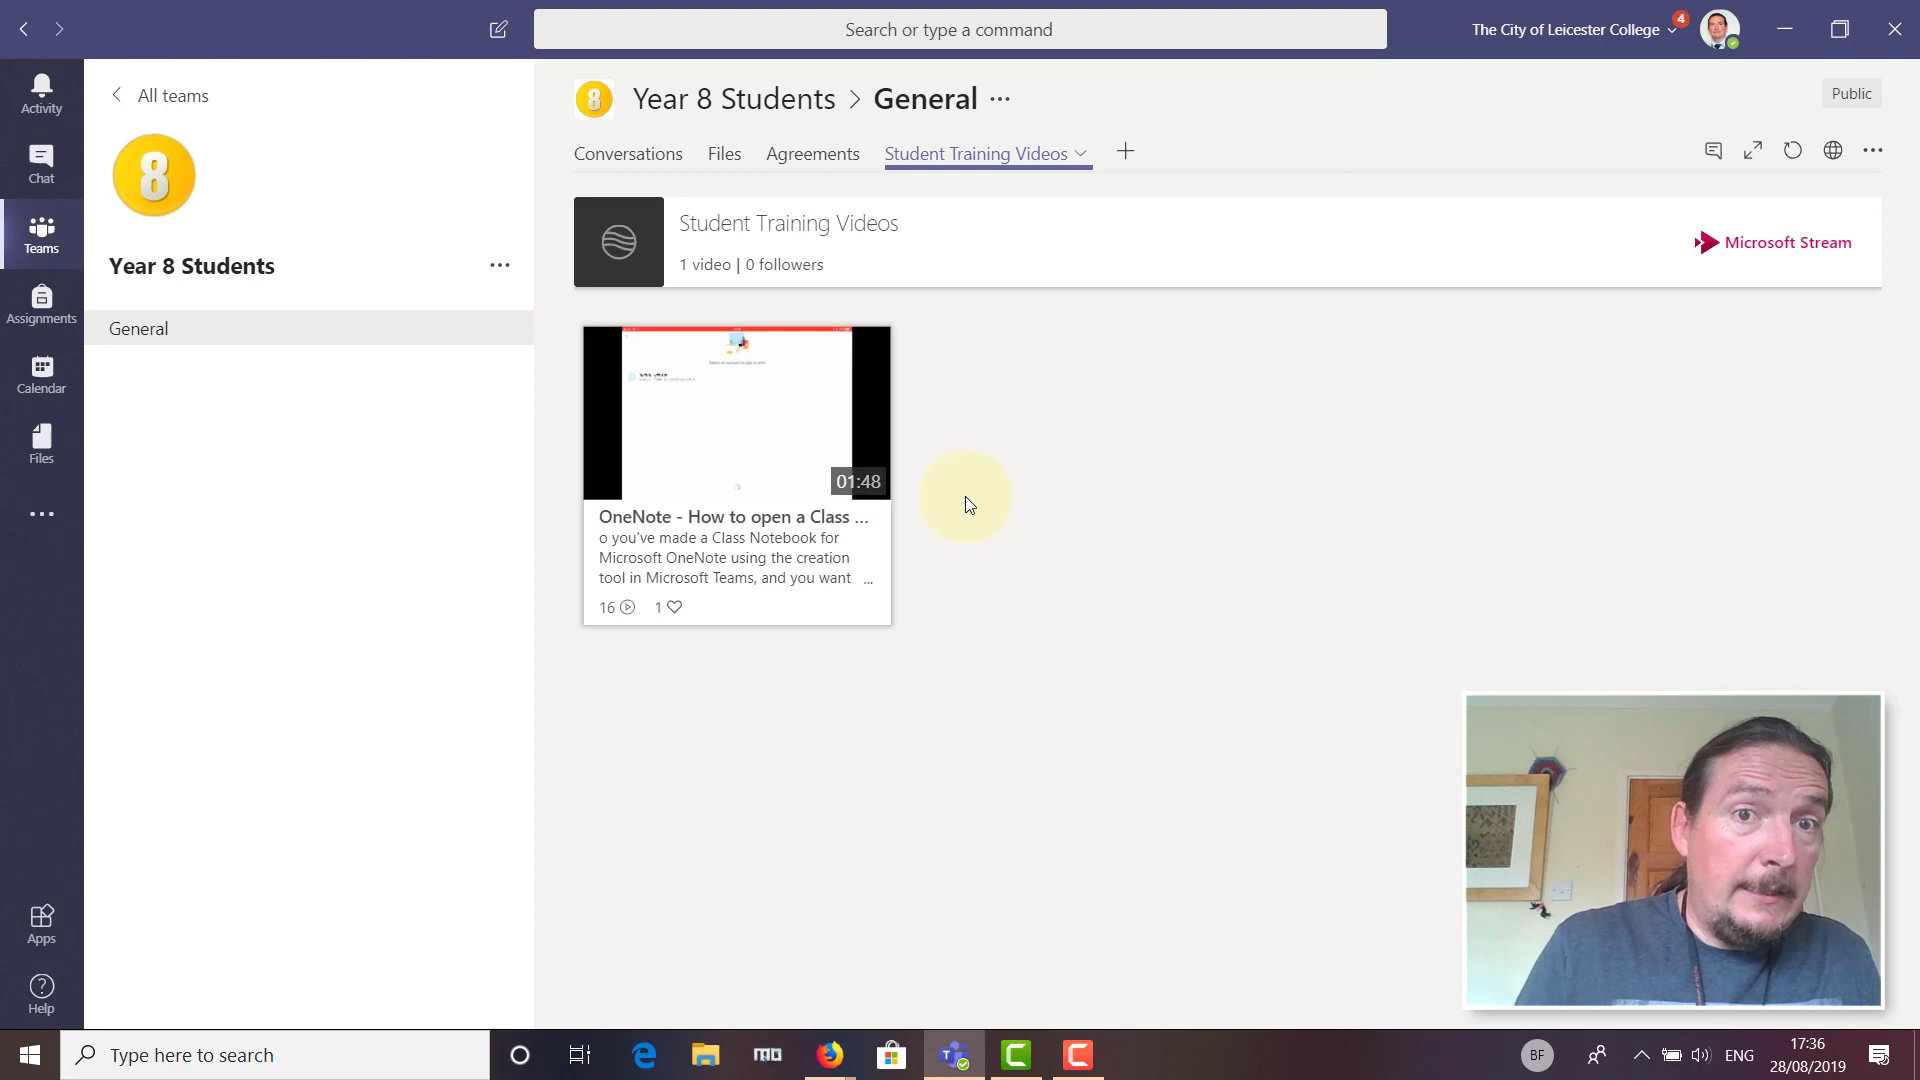 Search or type a command
The City of Leicester College
4
Activity
Chat
Teams
Assignments
Calendar
Files
Apps
Help
All teams
8
Year 8 Students
General
8
Year 8 Students > General
Public
Conversations
Files
Agreements
Student Training Videos
Student Training Videos
1 video | 0 followers
Microsoft Stream
01:48
OneNote - How to open a Class ...
o you've made a Class Notebook for
Microsoft OneNote using the creation
tool in Microsoft Teams, and you want ...
16
1
Type here to search
BF
ENG
17:36
28/08/2019